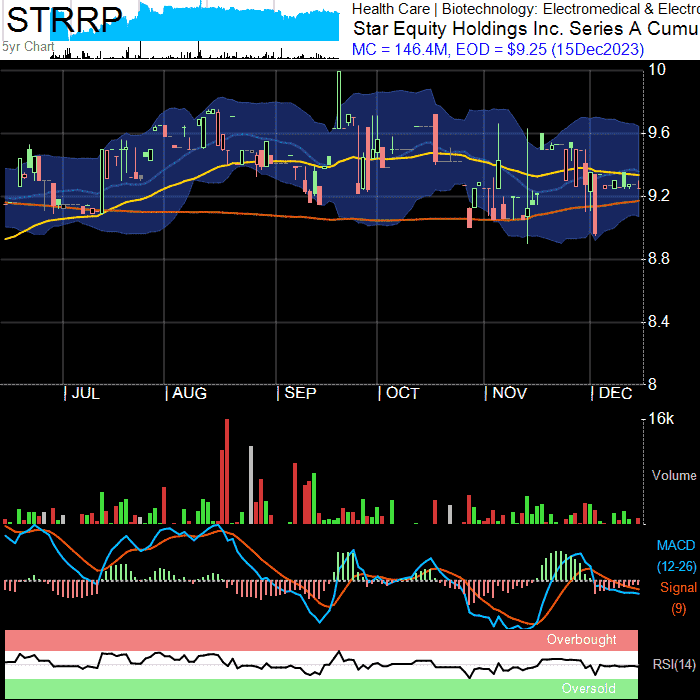 STRRP
5yr Chart
Health Care | Biotechnology: Electromedical & Electro
Star Equity Holdings Inc. Series A Cumu
MC = 146.4M, EOD = $9.25 (15Dec2023)
10
9.6
9.2
8.8
8.4
8
| JUL | AUG | SEP | OCT | NOV | DEC
16k
Volume
MACD
(12-26)
Signal
(9)
Overbought
RSI(14)
Oversold